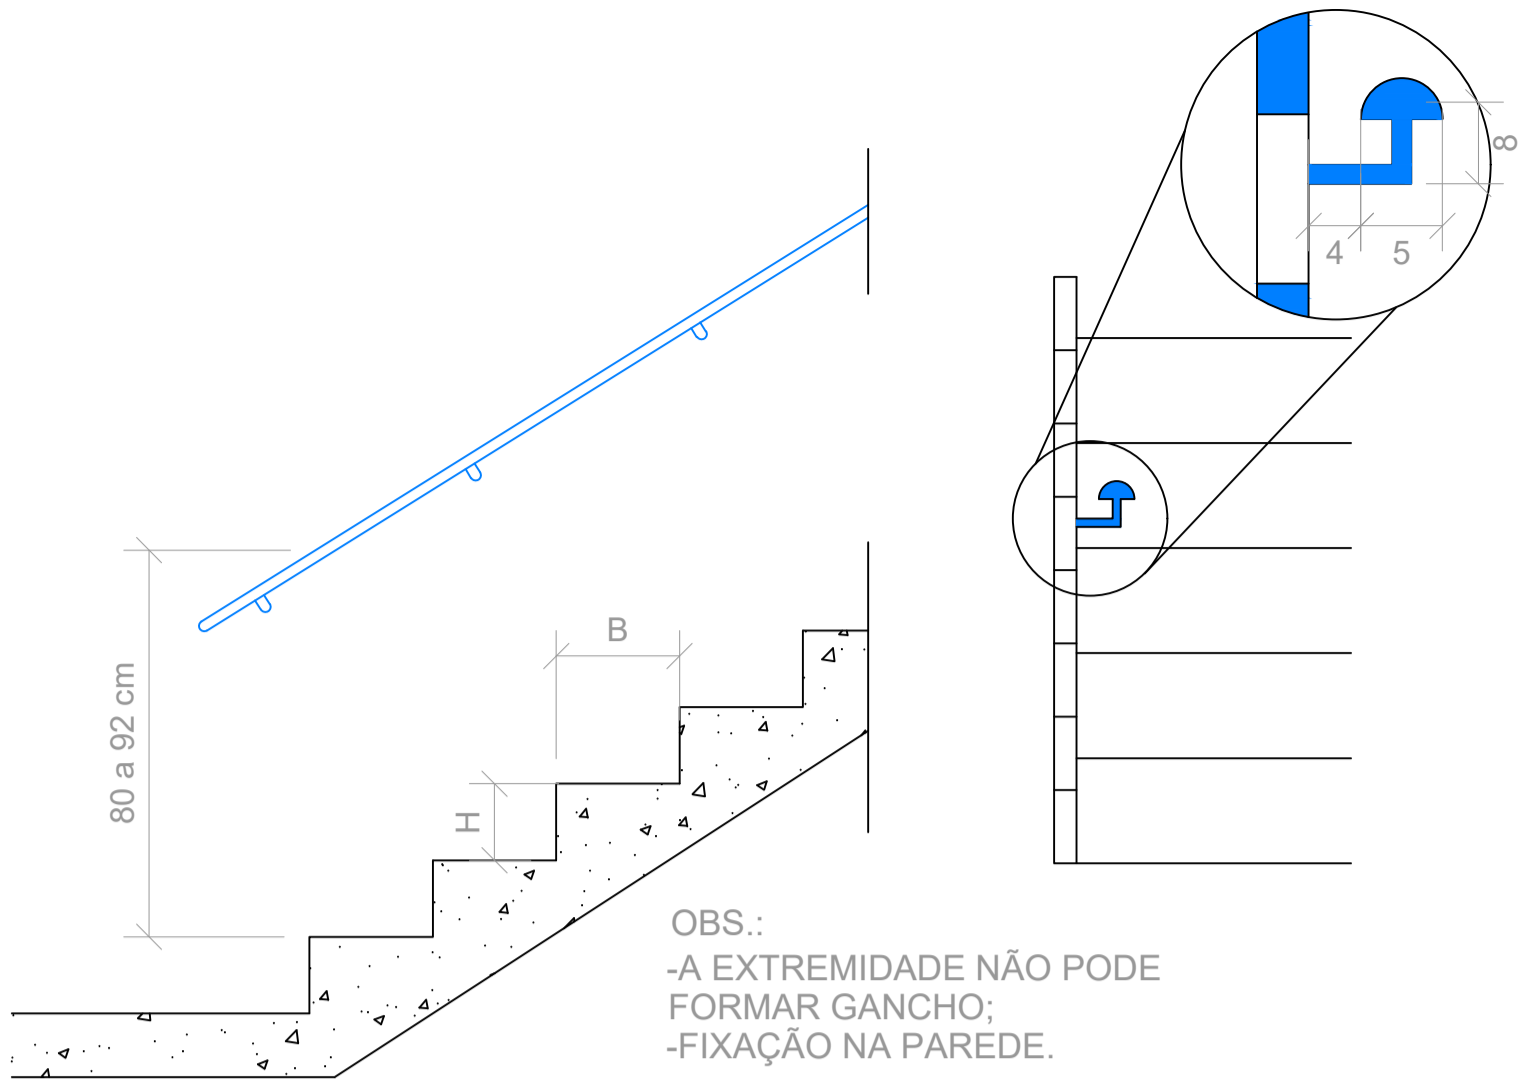 8
4
5
B
80 a 92 cm
H
OBS.:
-A EXTREMIDADE NÃO PODE
FORMAR GANCHO;
-FIXAÇÃO NA PAREDE.